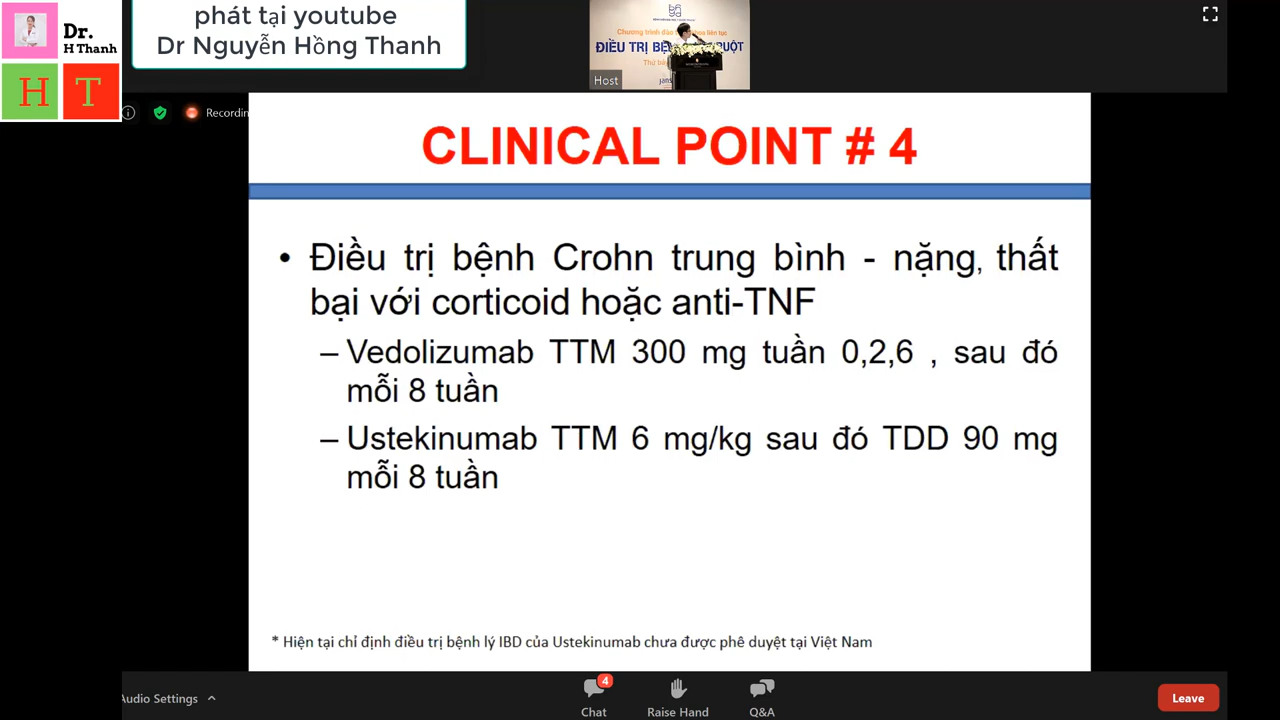 phát tại youtube
Dr Nguyễn Hồng Thanh
Dr.
H Thanh
H T
ĐIỀU TRỊ BỆ
RUỘT
Host
Recordin
CLINICAL POINT # 4
• Điều trị bệnh Crohn trung bình - nặng, thất
bại với corticoid hoặc anti-TNF
– Vedolizumab TTM 300 mg tuần 0,2,6 , sau đó
mỗi 8 tuần
– Ustekinumab TTM 6 mg/kg sau đó TDD 90 mg
mỗi 8 tuần
* Hiện tại chỉ định điều trị bệnh lý IBD của Ustekinumab chưa được phê duyệt tại Việt Nam
Audio Settings
4
Chat
Raise Hand
Q&A
Leave